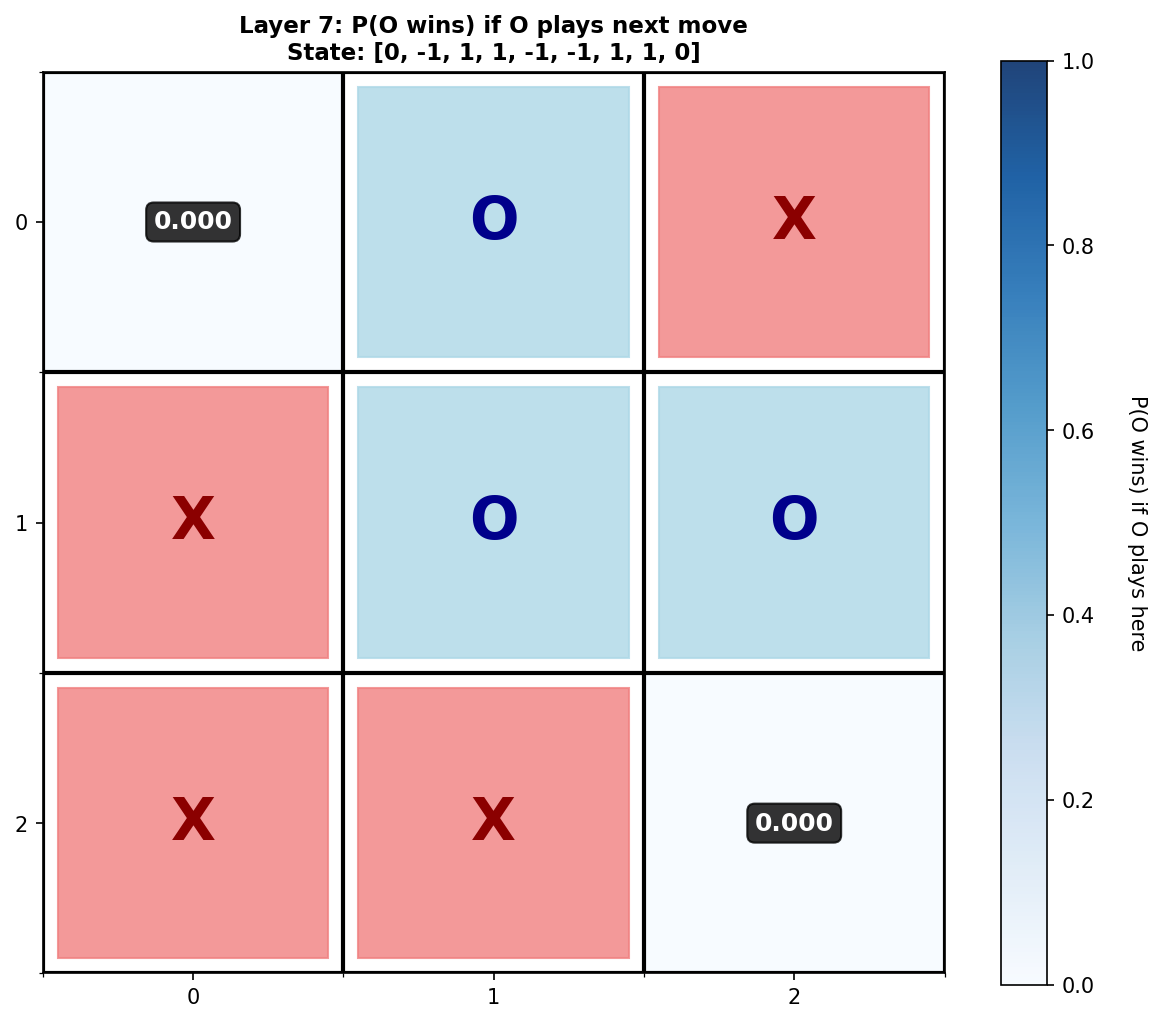 Layer 7: P(O wins) if O plays next move
State: [0, -1, 1, 1, -1, -1, 1, 1, 0]
0 0.000 O X
1 X O O
2 X X 0.000
0 1 2
1.0
0.8
0.6
0.4
0.2
0.0
P(O wins) if O plays here